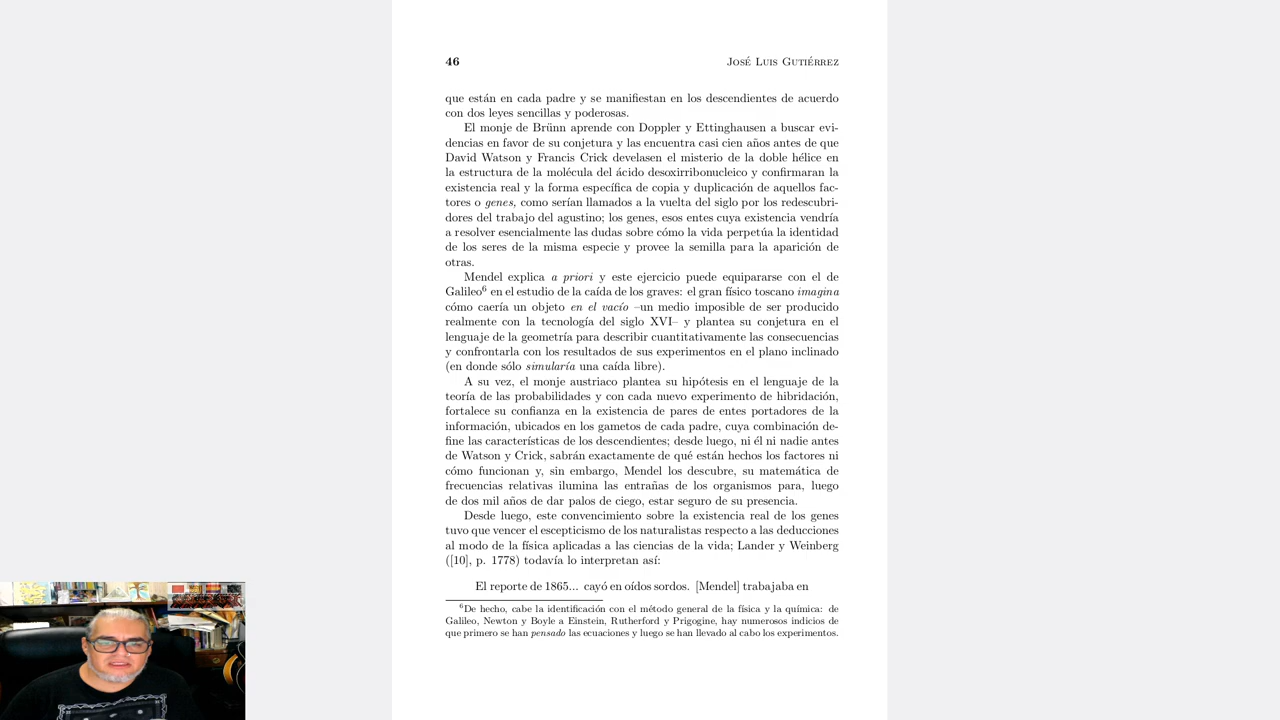 46 José Luis Gutiérrez
que están en cada padre y se manifiestan en los descendientes de acuerdo
con dos leyes sencillas y poderosas.
El monje de Brünn aprende con Doppler y Ettinghausen a buscar evi-
dencias en favor de su conjetura y las encuentra casi cien años antes de que
David Watson y Francis Crick develasen el misterio de la doble hélice en
la estructura de la molécula del ácido desoxirribonucleico y confirmaran la
existencia real y la forma específica de copia y duplicación de aquellos fac-
tores o genes, como serían llamados a la vuelta del siglo por los redescubri-
dores del trabajo del agustino; los genes, esos entes cuya existencia vendría
a resolver esencialmente las dudas sobre cómo la vida perpetúa la identidad
de los seres de la misma especie y provee la semilla para la aparición de
otras.
Mendel explica a priori y este ejercicio puede equipararse con el de
Galileo⁶ en el estudio de la caída de los graves: el gran físico toscano imagina
cómo caería un objeto en el vacío –un medio imposible de ser producido
realmente con la tecnología del siglo XVI– y plantea su conjetura en el
lenguaje de la geometría para describir cuantitativamente las consecuencias
y confrontarla con los resultados de sus experimentos en el plano inclinado
(en donde sólo simularía una caída libre).
A su vez, el monje austriaco plantea su hipótesis en el lenguaje de la
teoría de las probabilidades y con cada nuevo experimento de hibridación,
fortalece su confianza en la existencia de pares de entes portadores de la
información, ubicados en los gametos de cada padre, cuya combinación de-
fine las características de los descendientes; desde luego, ni él ni nadie antes
de Watson y Crick, sabrán exactamente de qué están hechos los factores ni
cómo funcionan y, sin embargo, Mendel los descubre, su matemática de
frecuencias relativas ilumina las entrañas de los organismos para, luego
de dos mil años de dar palos de ciego, estar seguro de su presencia.
Desde luego, este convencimiento sobre la existencia real de los genes
tuvo que vencer el escepticismo de los naturalistas respecto a las deducciones
al modo de la física aplicadas a las ciencias de la vida; Lander y Weinberg
([10], p. 1778) todavía lo interpretan así:
El reporte de 1865... cayó en oídos sordos. [Mendel] trabajaba en
⁶De hecho, cabe la identificación con el método general de la física y la química: de
Galileo, Newton y Boyle a Einstein, Rutherford y Prigogine, hay numerosos indicios de
que primero se han pensado las ecuaciones y luego se han llevado al cabo los experimentos.